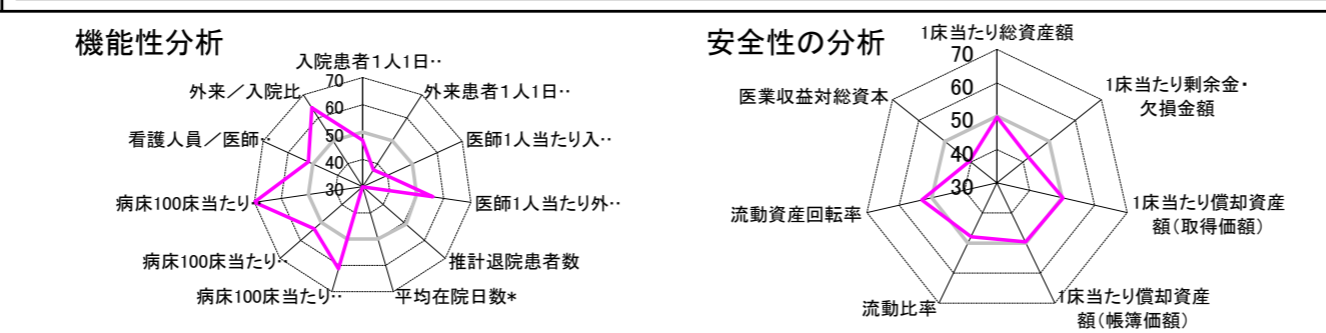 機能性分析
入院患者１人1日‥
70
60
50
40
30
外来／入院比
外来患者１人1日‥
看護人員／医師‥
医師1人当たり入‥
病床100床当たり‥
医師1人当たり外‥
病床100床当たり‥
推計退院患者数
病床100床当たり‥
平均在院日数*
安全性の分析
1床当たり総資産額
70
60
50
40
30
医業収益対総資本
1床当たり剰余金・
欠損金額
流動資産回転率
1床当たり償却資産
額（取得価額）
流動比率
1床当たり償却資産
額（帳簿価額）